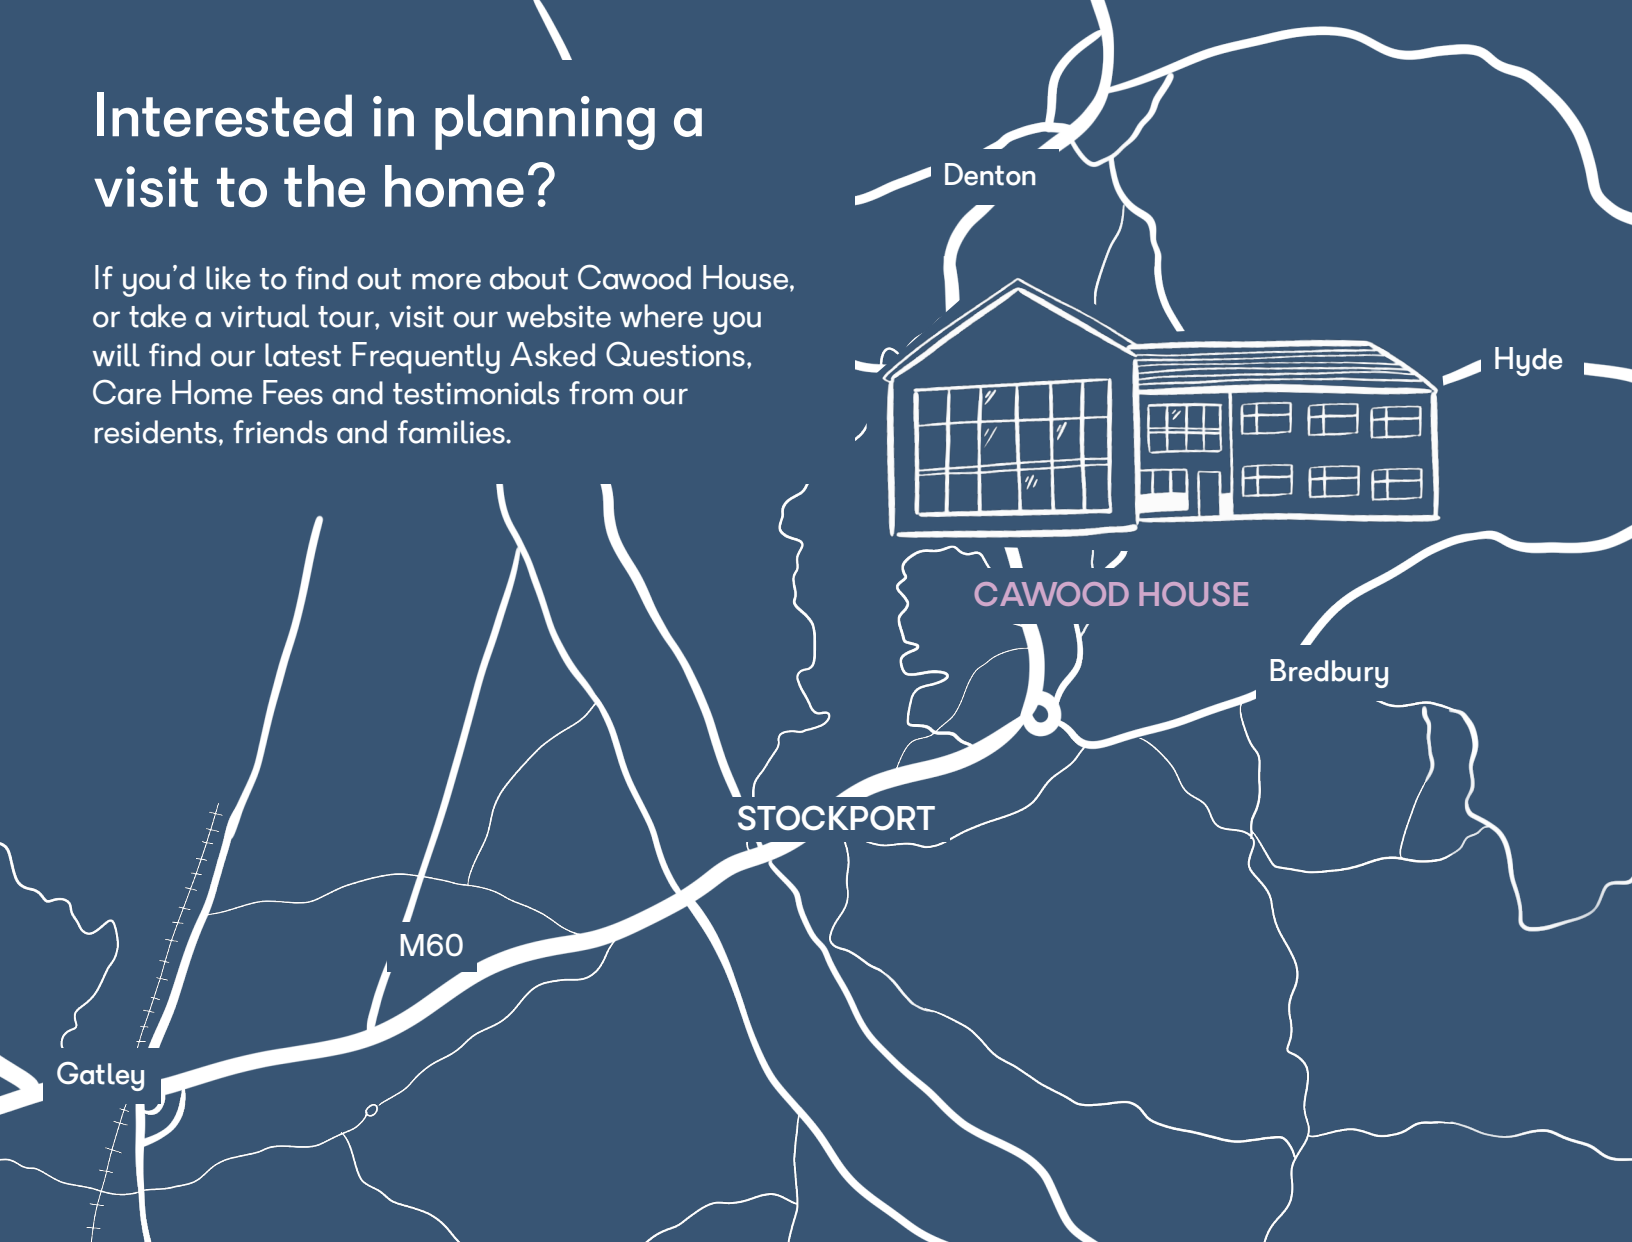 Interested in planning a
visit to the home?
If you’d like to find out more about Cawood House,
or take a virtual tour, visit our website where you
will find our latest Frequently Asked Questions,
Care Home Fees and testimonials from our
residents, friends and families.
Denton
Hyde
CAWOOD HOUSE
Bredbury
STOCKPORT
M60
Gatley